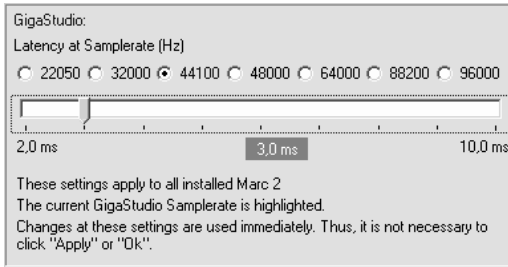 GigaStudio:
Latency at Samplerate (Hz)
22050 32000 44100 48000 64000 88200 96000
2,0 ms 3,0 ms 10,0 ms
These settings apply to all installed Marc 2
The current GigaStudio Samplerate is highlighted.
Changes at these settings are used immediately. Thus, it is not necessary to
click "Apply" or "Ok".